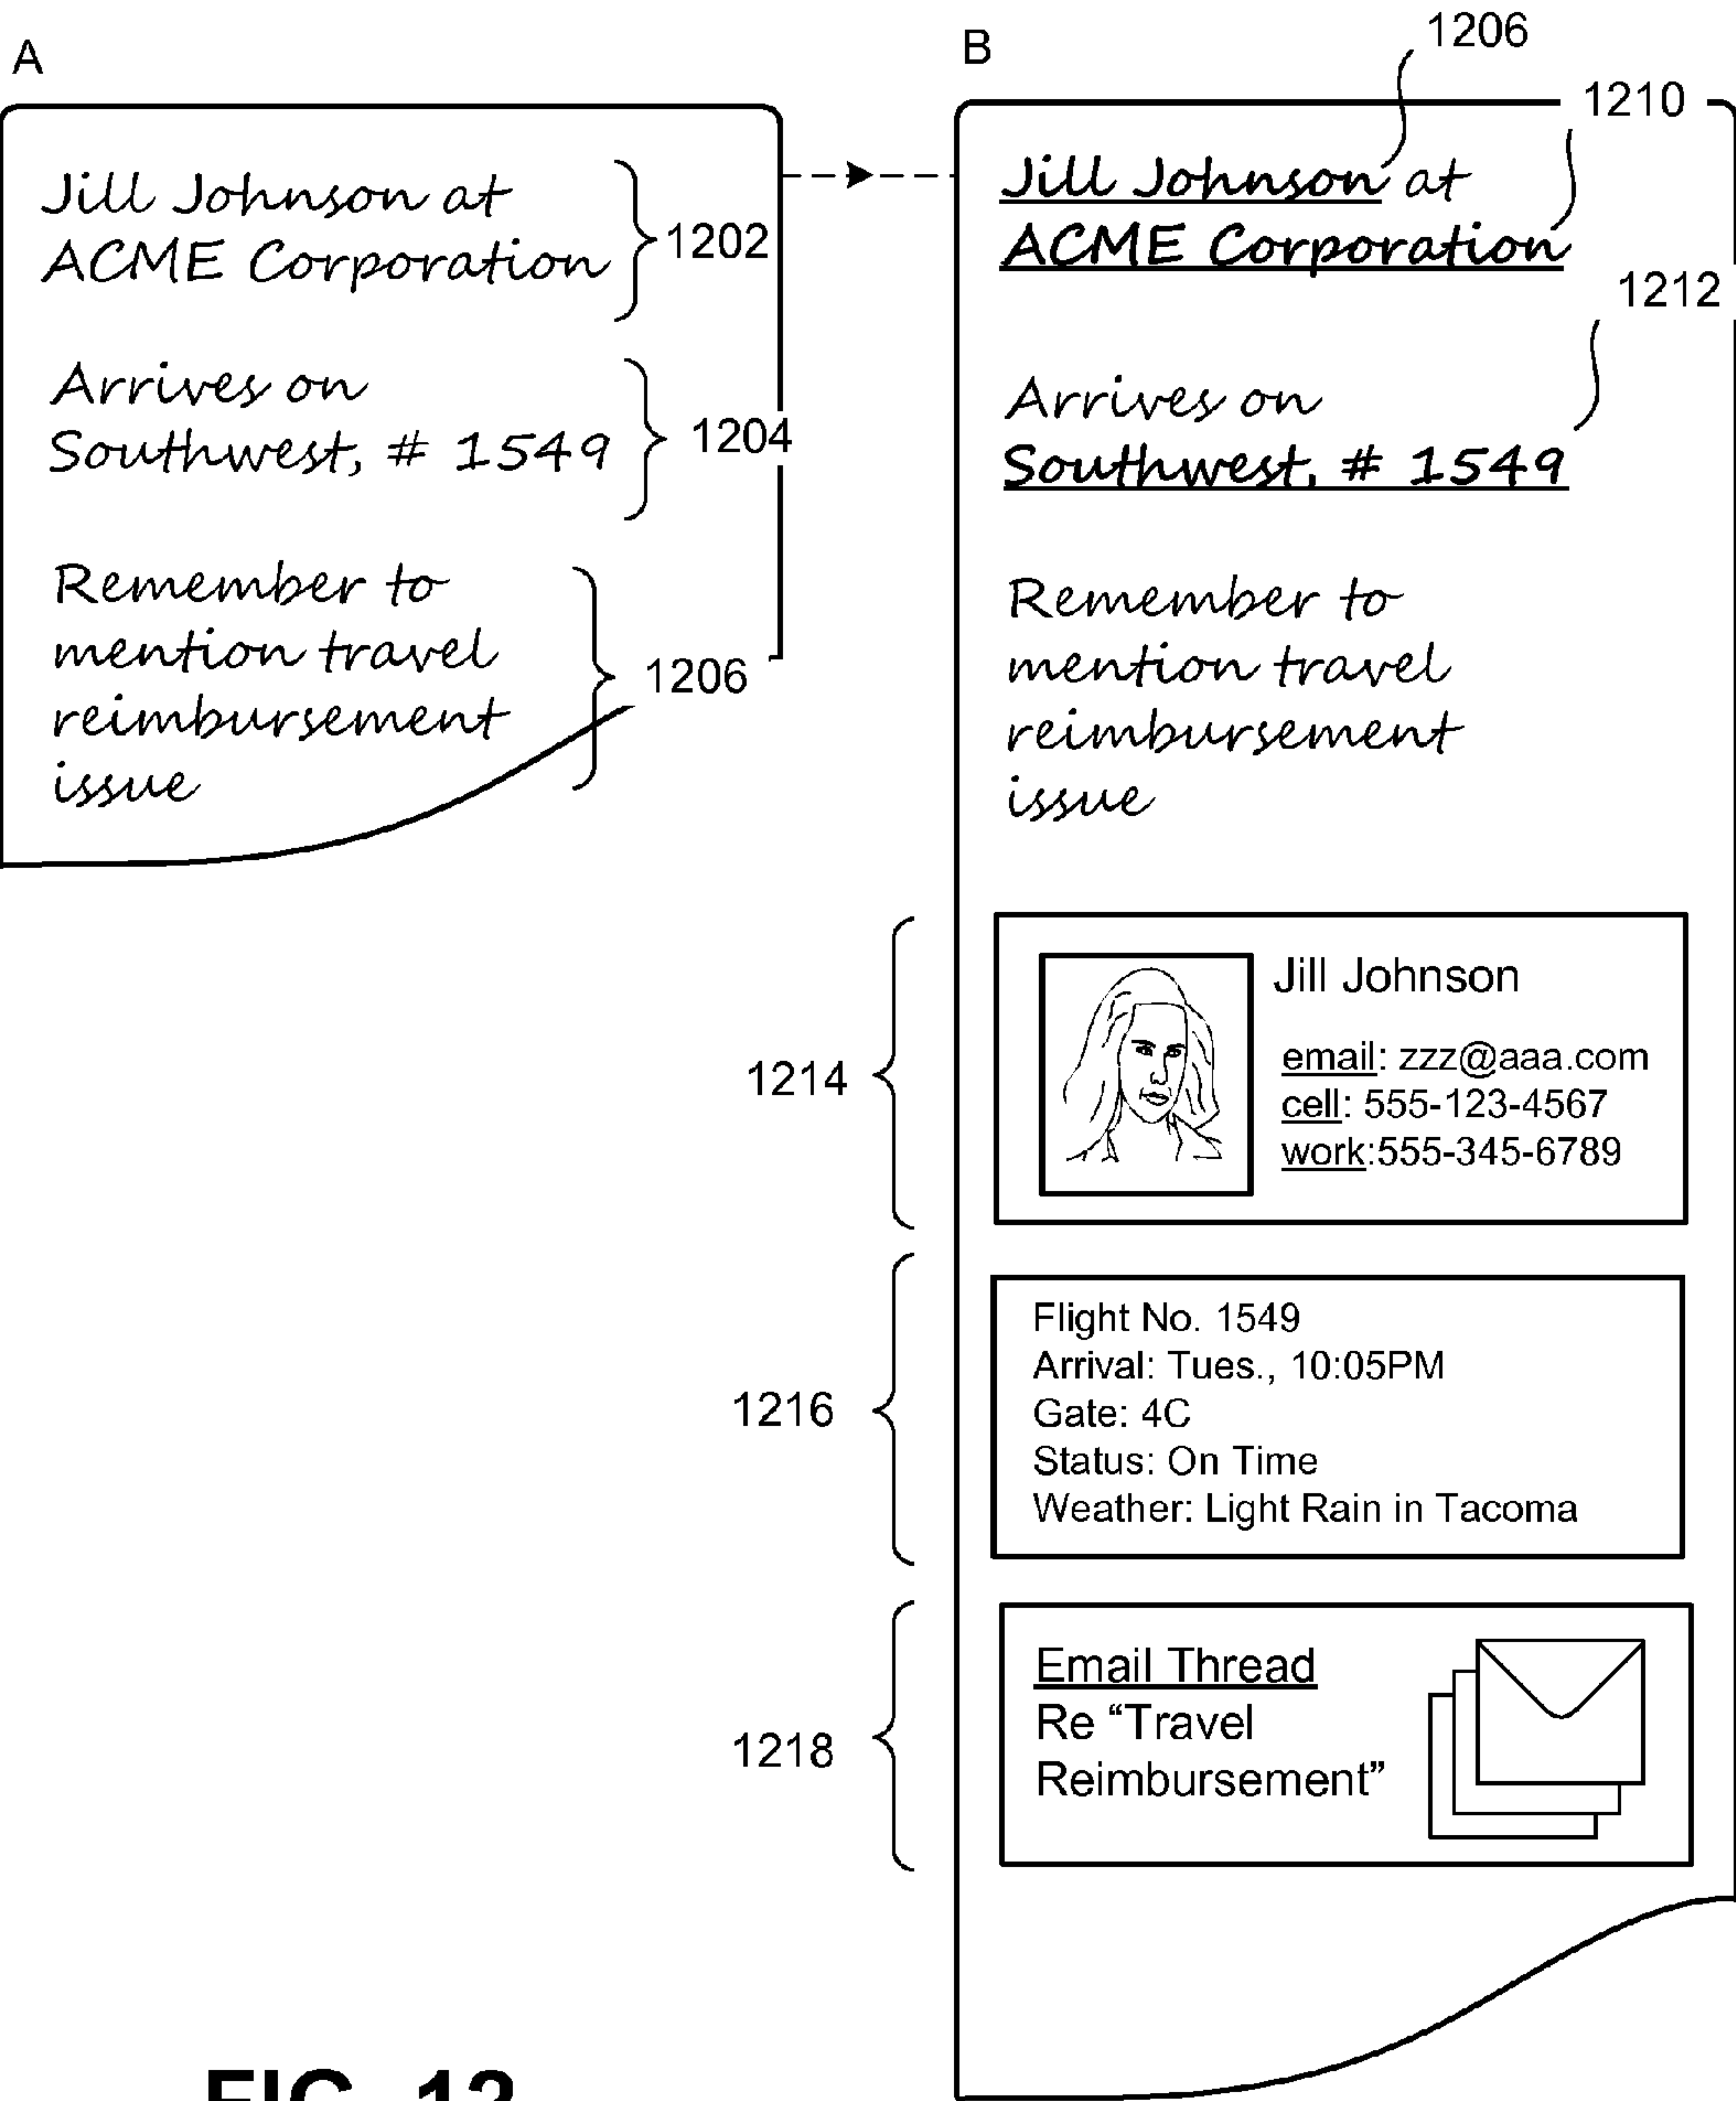 A
Jill Johnson at
ACME Corporation
1202
Arrives on
Southwest, # 1549
1204
Remember to
mention travel
reimbursement
issue
1206
B
1206
1210
Jill Johnson at
ACME Corporation
1212
Arrives on
Southwest, # 1549
Remember to
mention travel
reimbursement
issue
1214
Jill Johnson
email: zzz@aaa.com
cell: 555-123-4567
work:555-345-6789
1216
Flight No. 1549
Arrival: Tues., 10:05PM
Gate: 4C
Status: On Time
Weather: Light Rain in Tacoma
1218
Email Thread
Re “Travel
Reimbursement”
FIG. 12